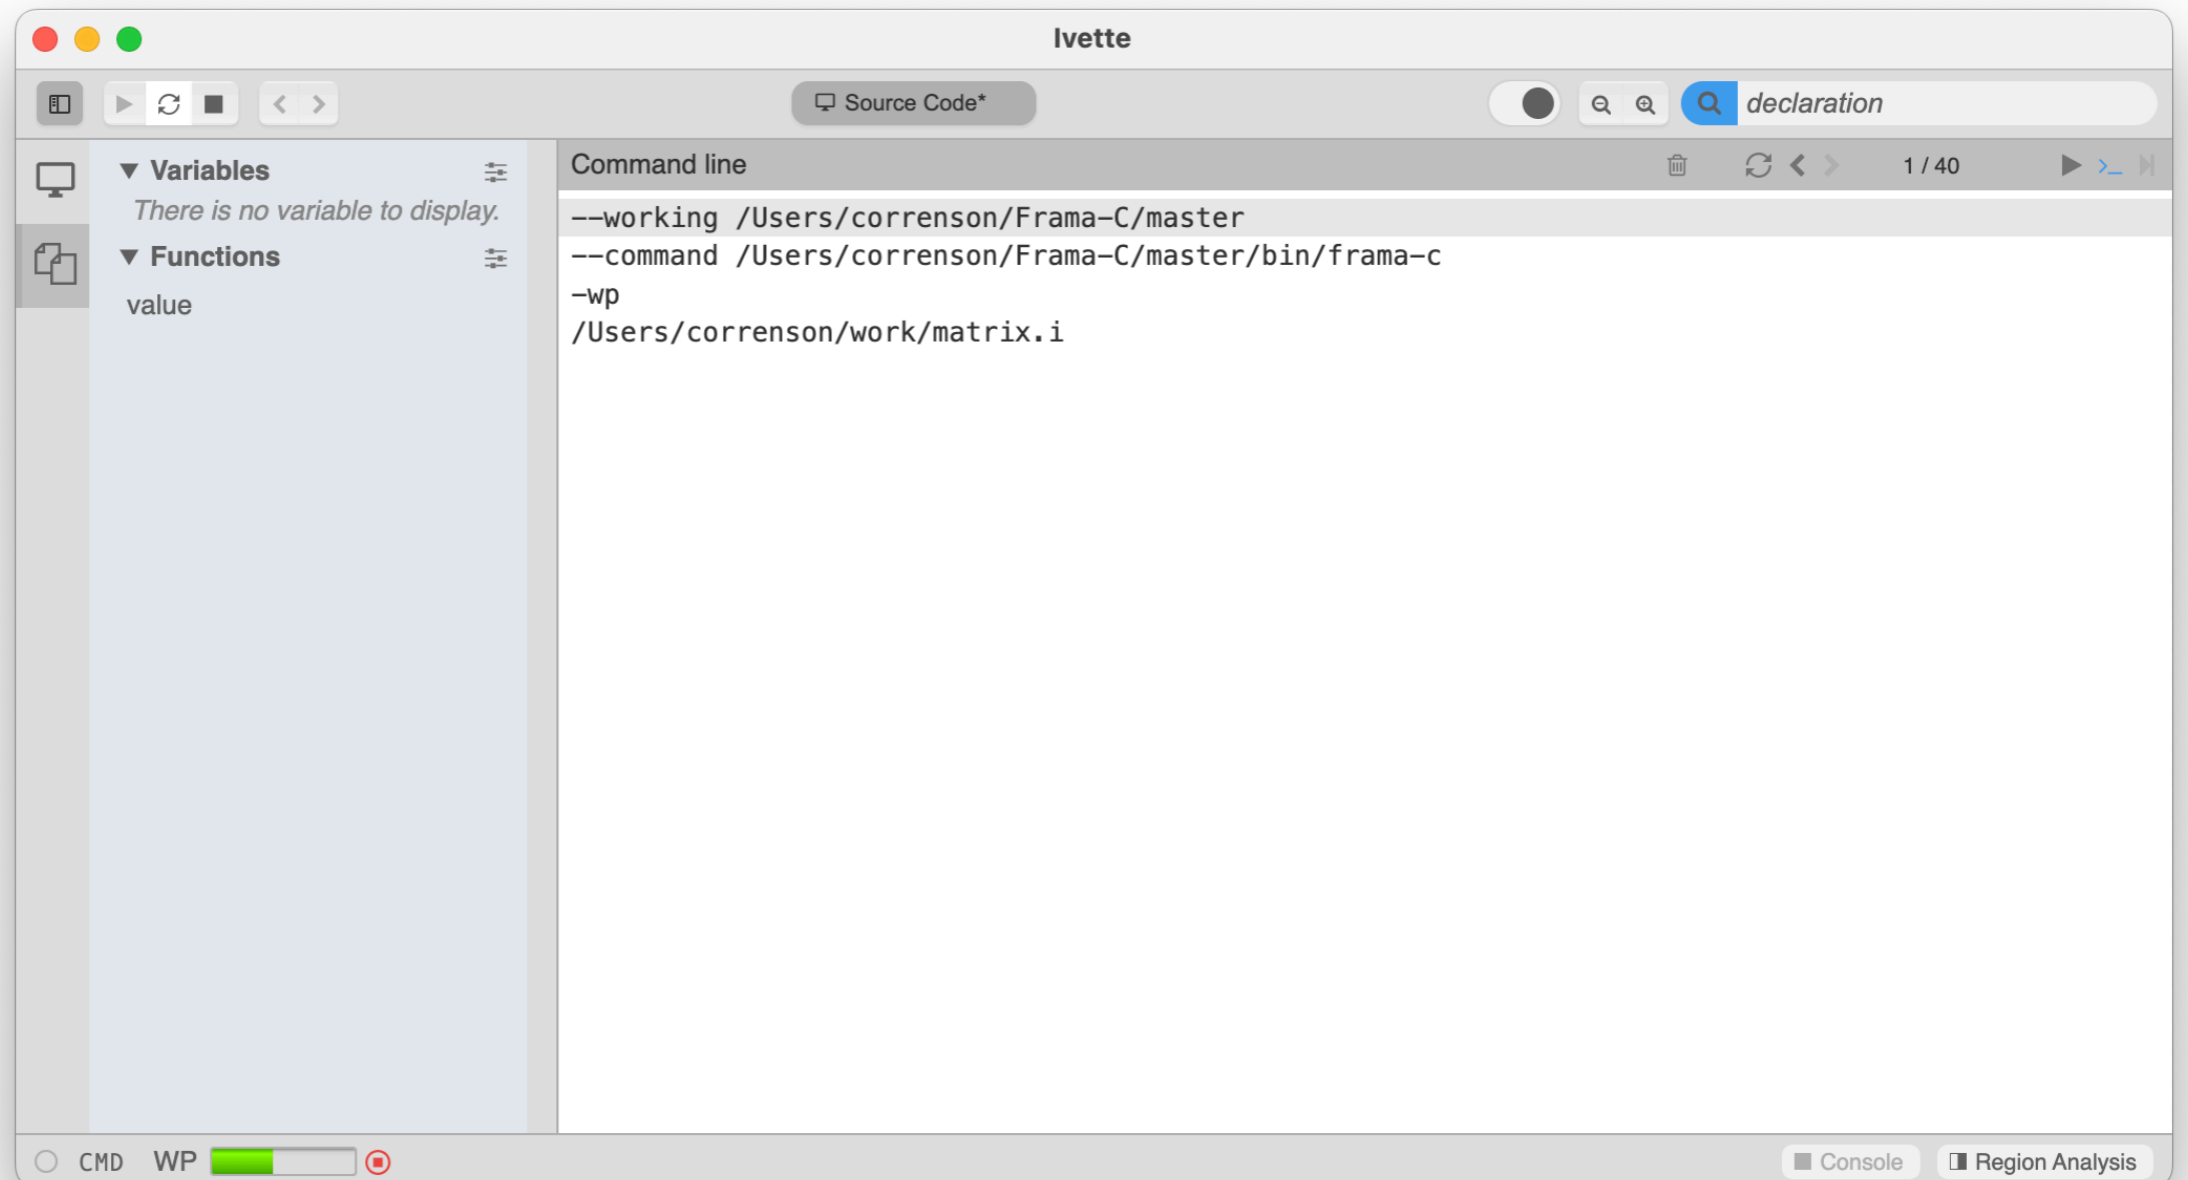 Ivette
Source Code*
declaration
Variables
There is no variable to display.
Functions
value
Command line
1 / 40
>_
--working /Users/correnson/Frama-C/master
--command /Users/correnson/Frama-C/master/bin/frama-c
-wp
/Users/correnson/work/matrix.i
CMD WP
Console
Region Analysis